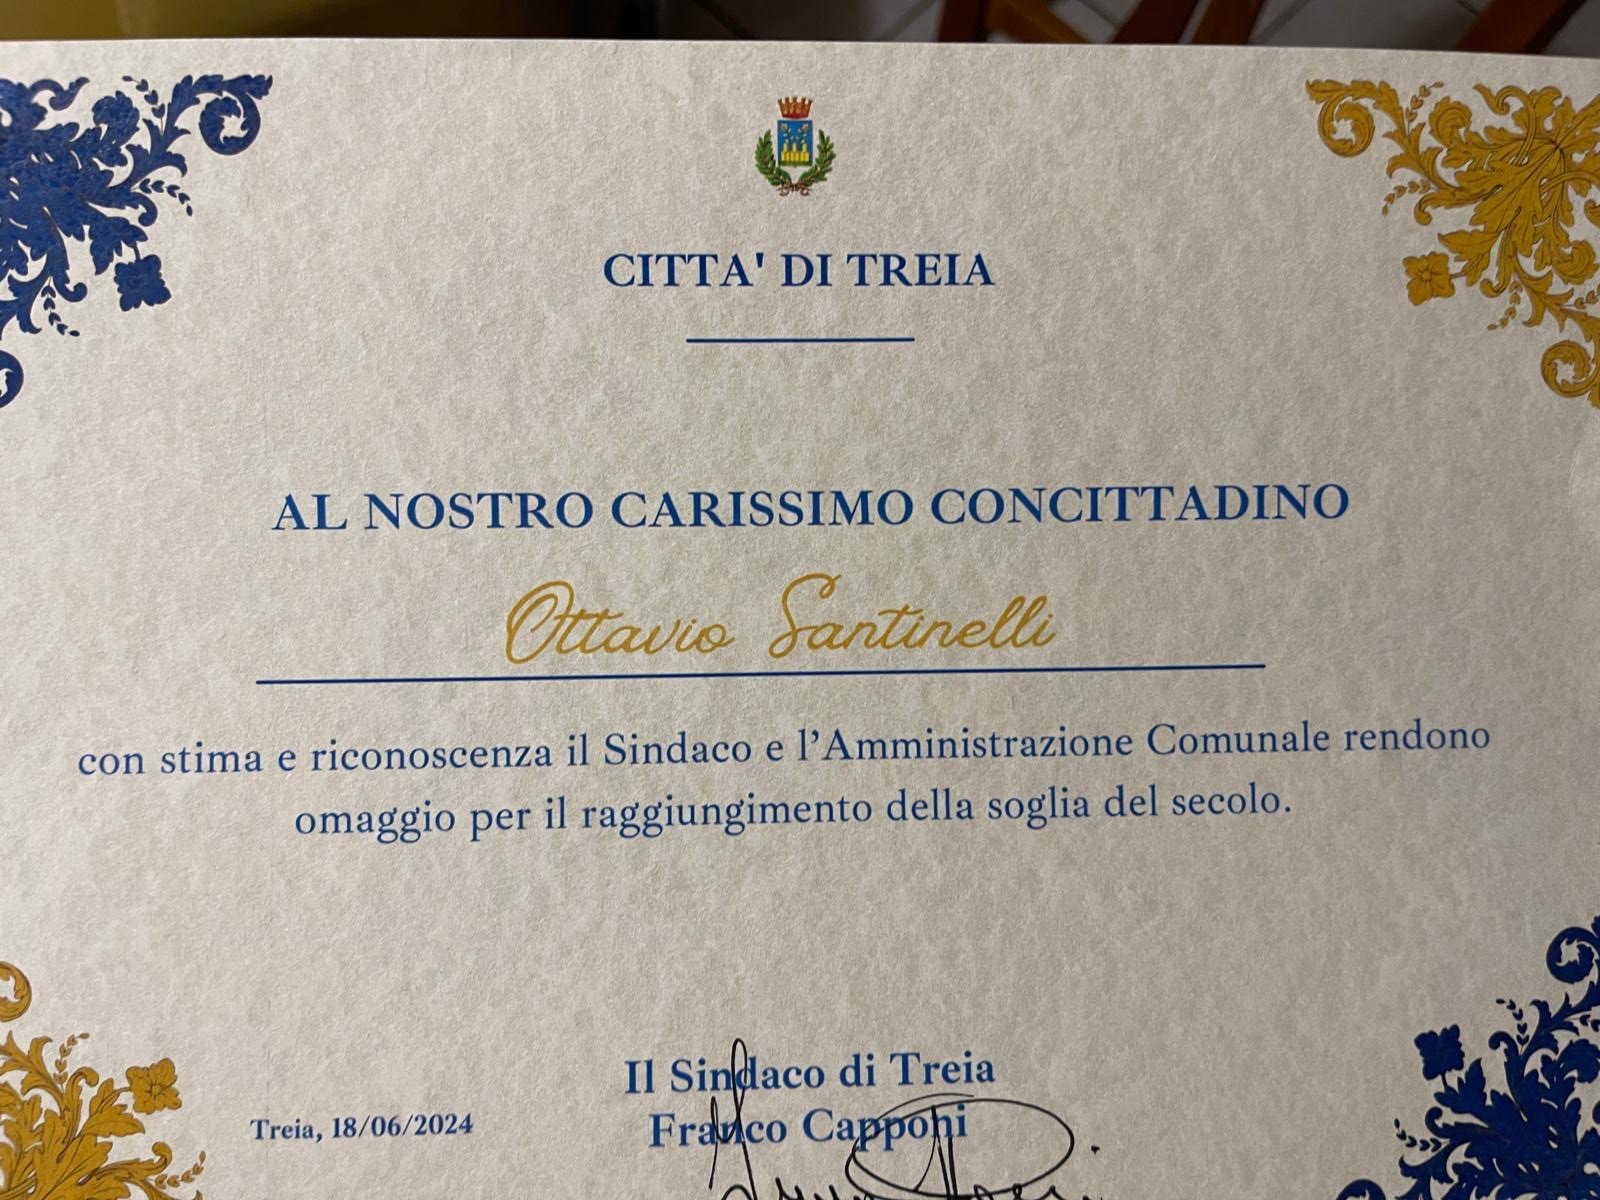 CITTA' DI TREIA
AL NOSTRO CARISSIMO CONCITTADINO
Ottavio Santinelli
con stima e riconoscenza il Sindaco e l’Amministrazione Comunale rendono
omaggio per il raggiungimento della soglia del secolo.
Il Sindaco di Treia
Franco Capponi
Treia, 18/06/2024